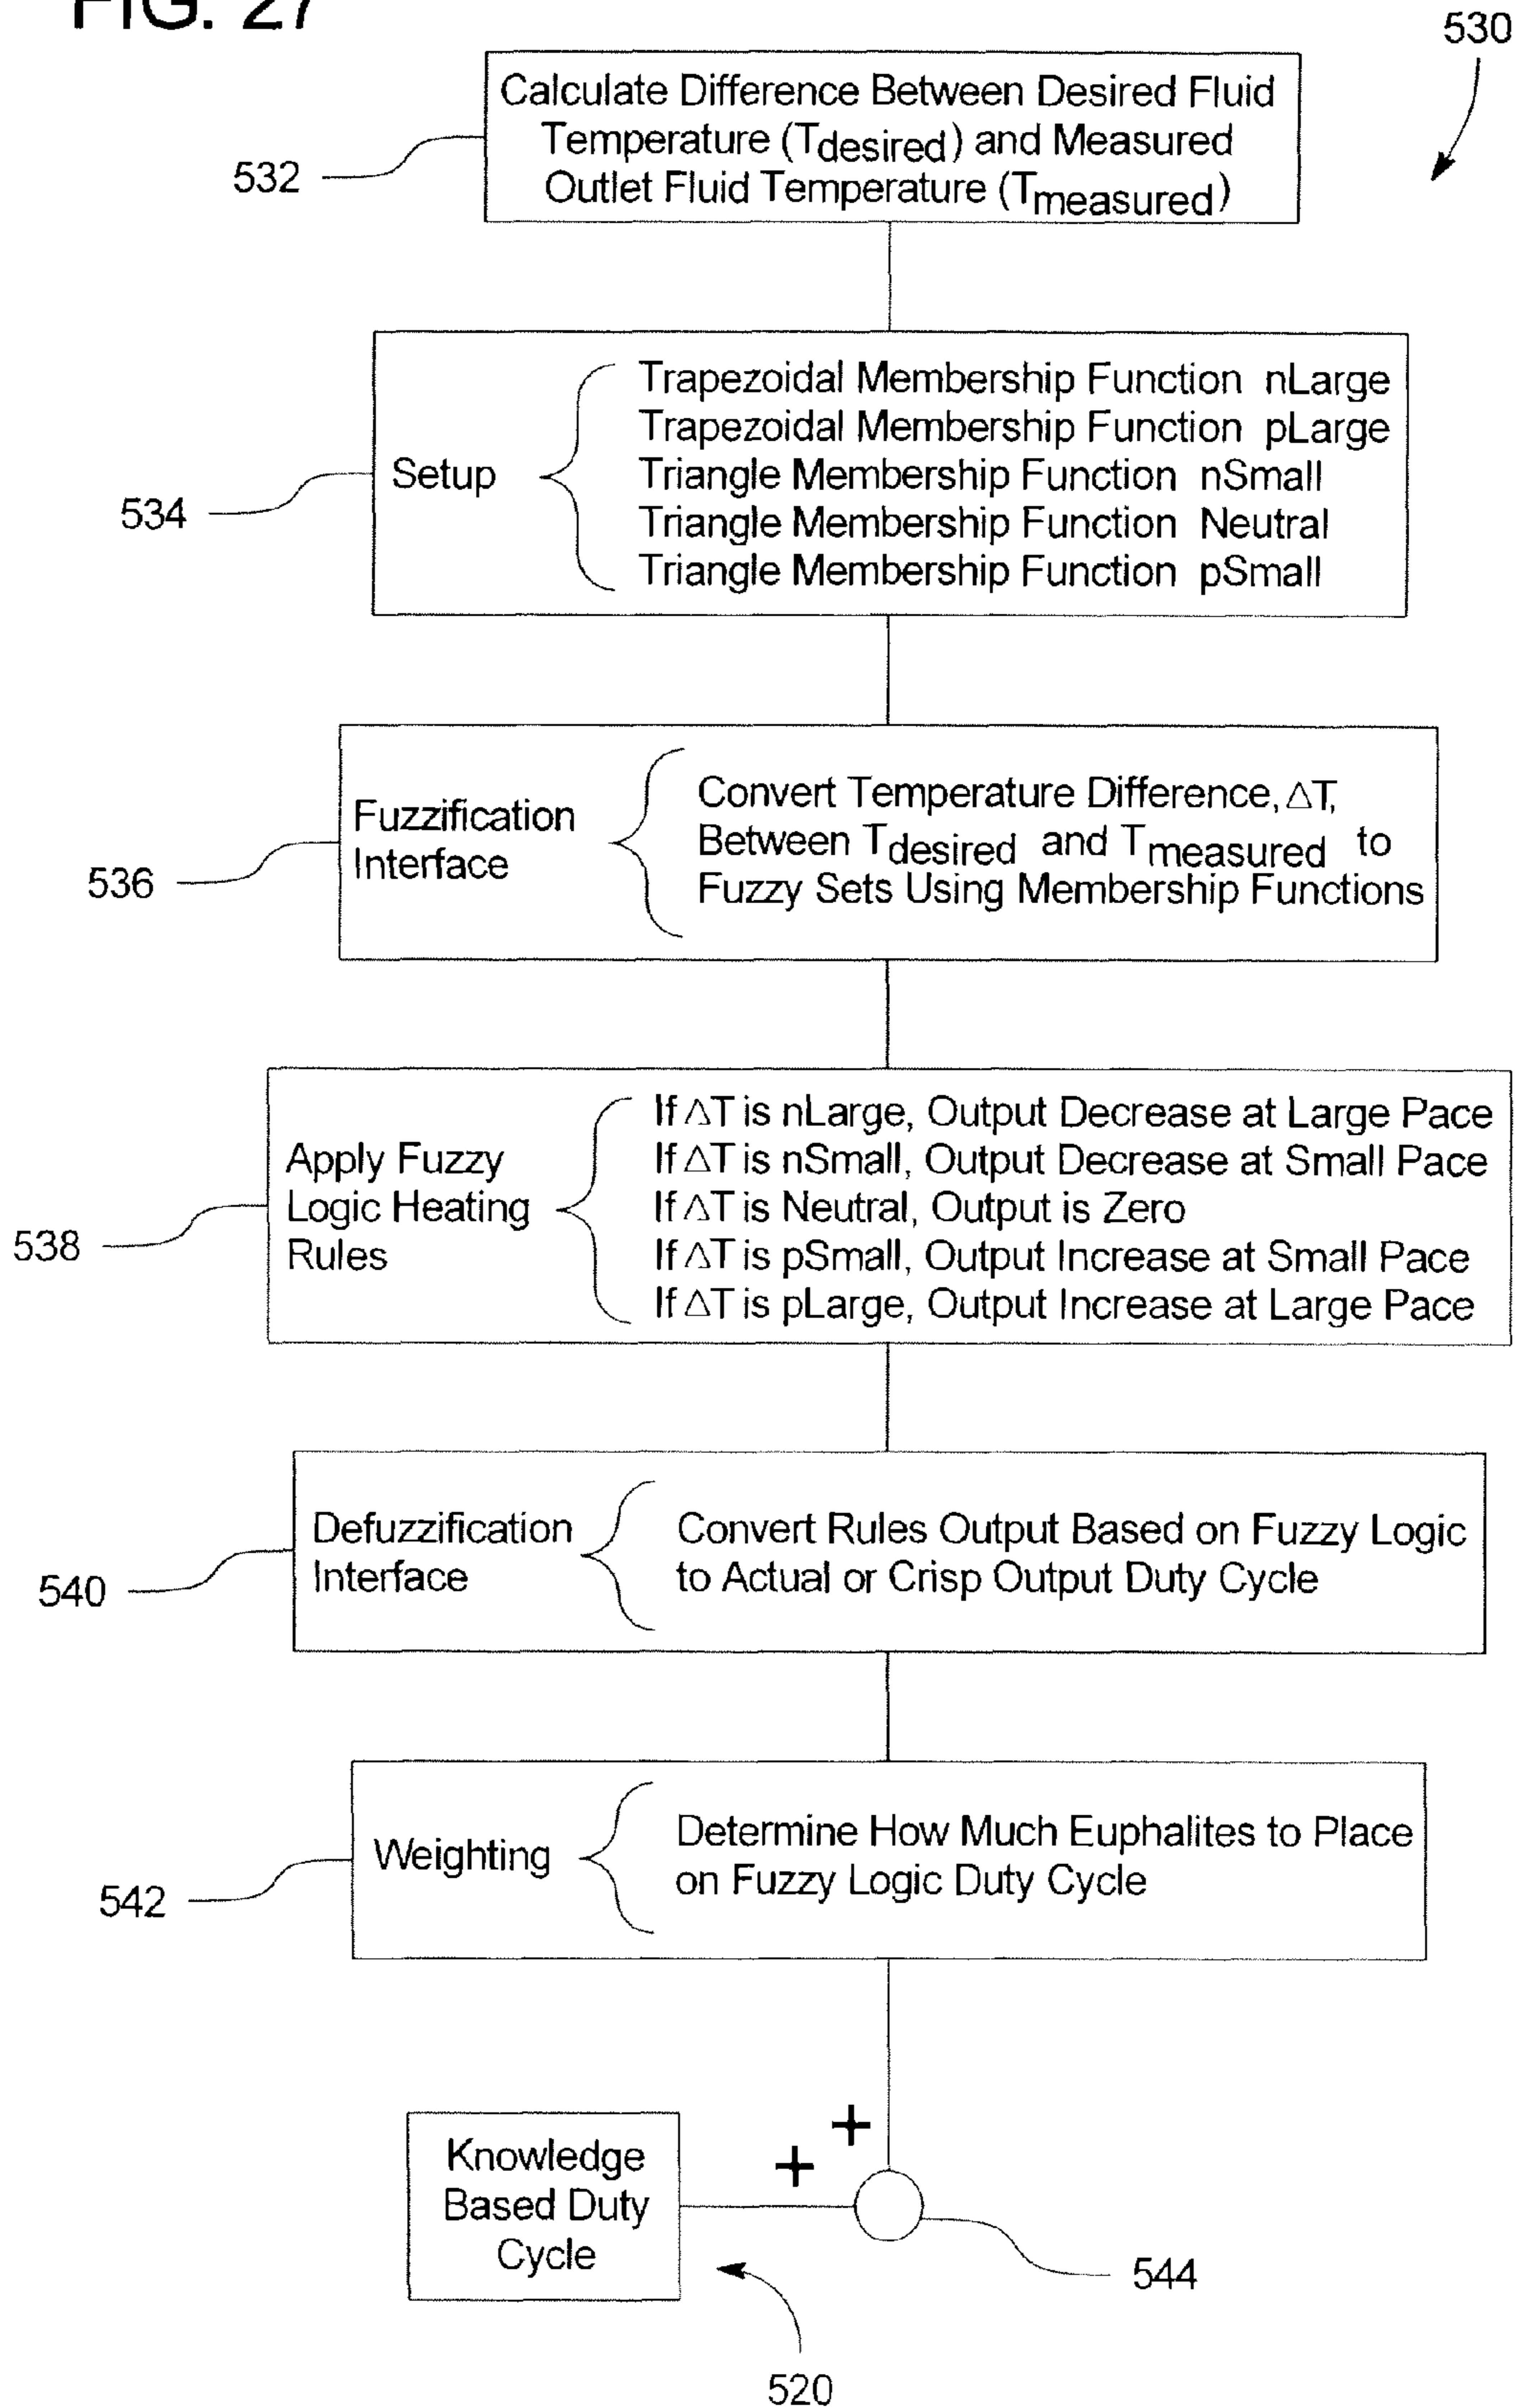 FIG. 27
530
Calculate Difference Between Desired Fluid
Temperature (Tdesired) and Measured
Outlet Fluid Temperature (Tmeasured)
532
Setup
Trapezoidal Membership Function nLarge
Trapezoidal Membership Function pLarge
Triangle Membership Function nSmall
Triangle Membership Function Neutral
Triangle Membership Function pSmall
534
Fuzzification
Interface
Convert Temperature Difference, △T,
Between Tdesired and Tmeasured to
Fuzzy Sets Using Membership Functions
536
Apply Fuzzy
Logic Heating
Rules
If △T is nLarge, Output Decrease at Large Pace
If △T is nSmall, Output Decrease at Small Pace
If △T is Neutral, Output is Zero
If △T is pSmall, Output Increase at Small Pace
If △T is pLarge, Output Increase at Large Pace
538
Defuzzification
Interface
Convert Rules Output Based on Fuzzy Logic
to Actual or Crisp Output Duty Cycle
540
Weighting
Determine How Much Euphalites to Place
on Fuzzy Logic Duty Cycle
542
+
+
Knowledge
Based Duty
Cycle
544
520